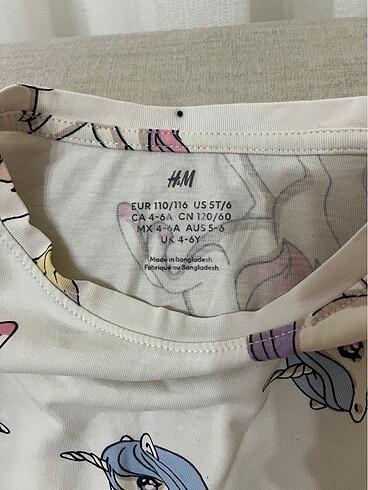 H&M
EUR 110/116 US 5T/6
CA 4-6A CN 120/60
MX 4-6A AUS 5-6
UK 4-6Y
Made in Bangladesh
Fabriqué au Bangladesh